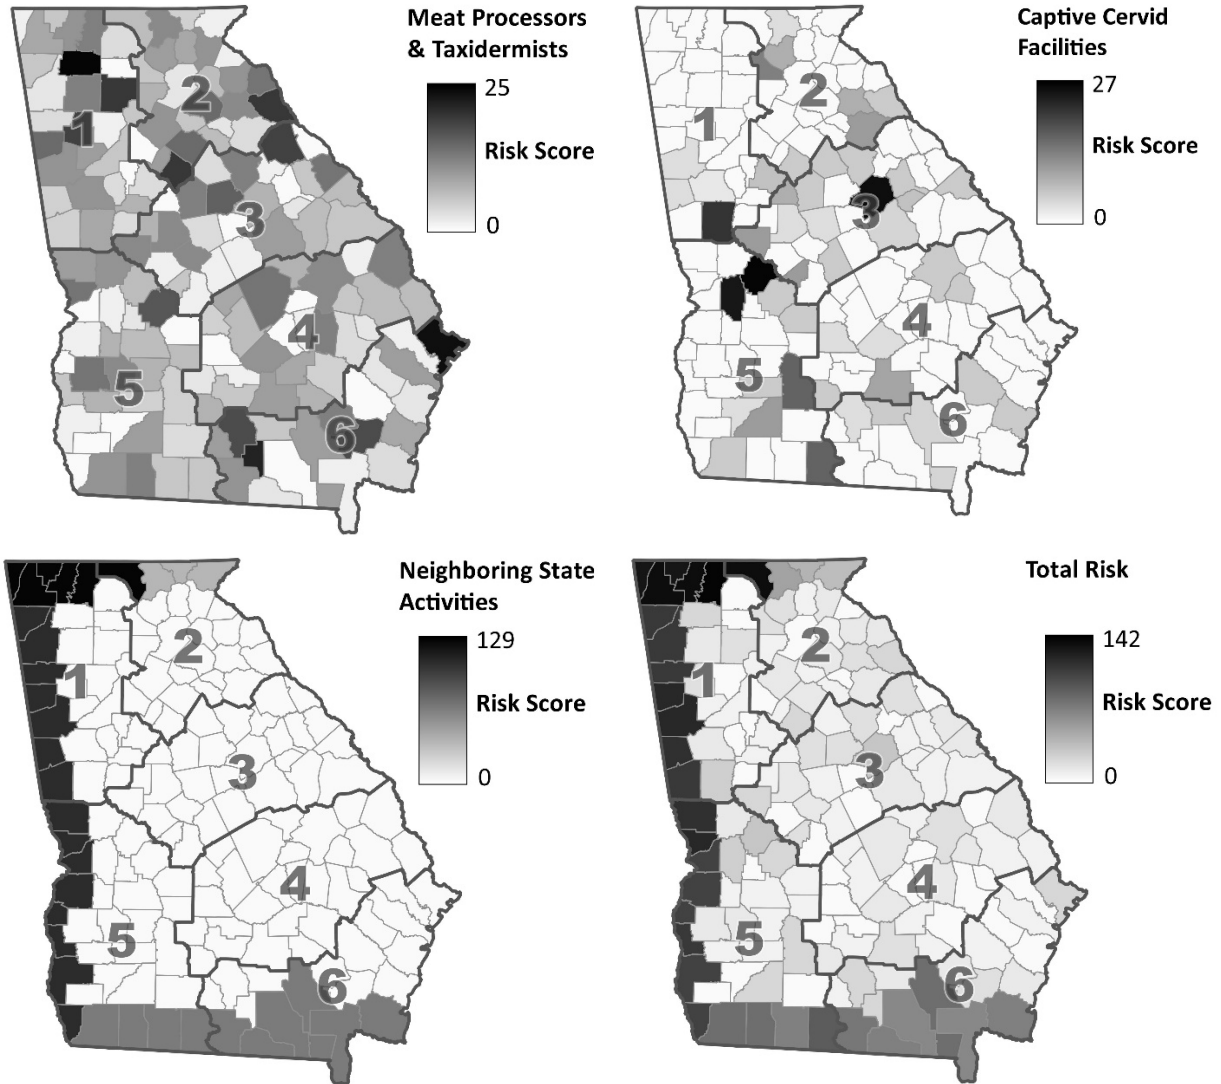 Meat Processors
& Taxidermists
25
Risk Score
0
1
2
3
4
5
6
Captive Cervid
Facilities
27
Risk Score
0
1
2
3
4
5
6
Neighboring State
Activities
129
Risk Score
0
1
2
3
4
5
6
Total Risk
142
Risk Score
0
1
2
3
4
5
6